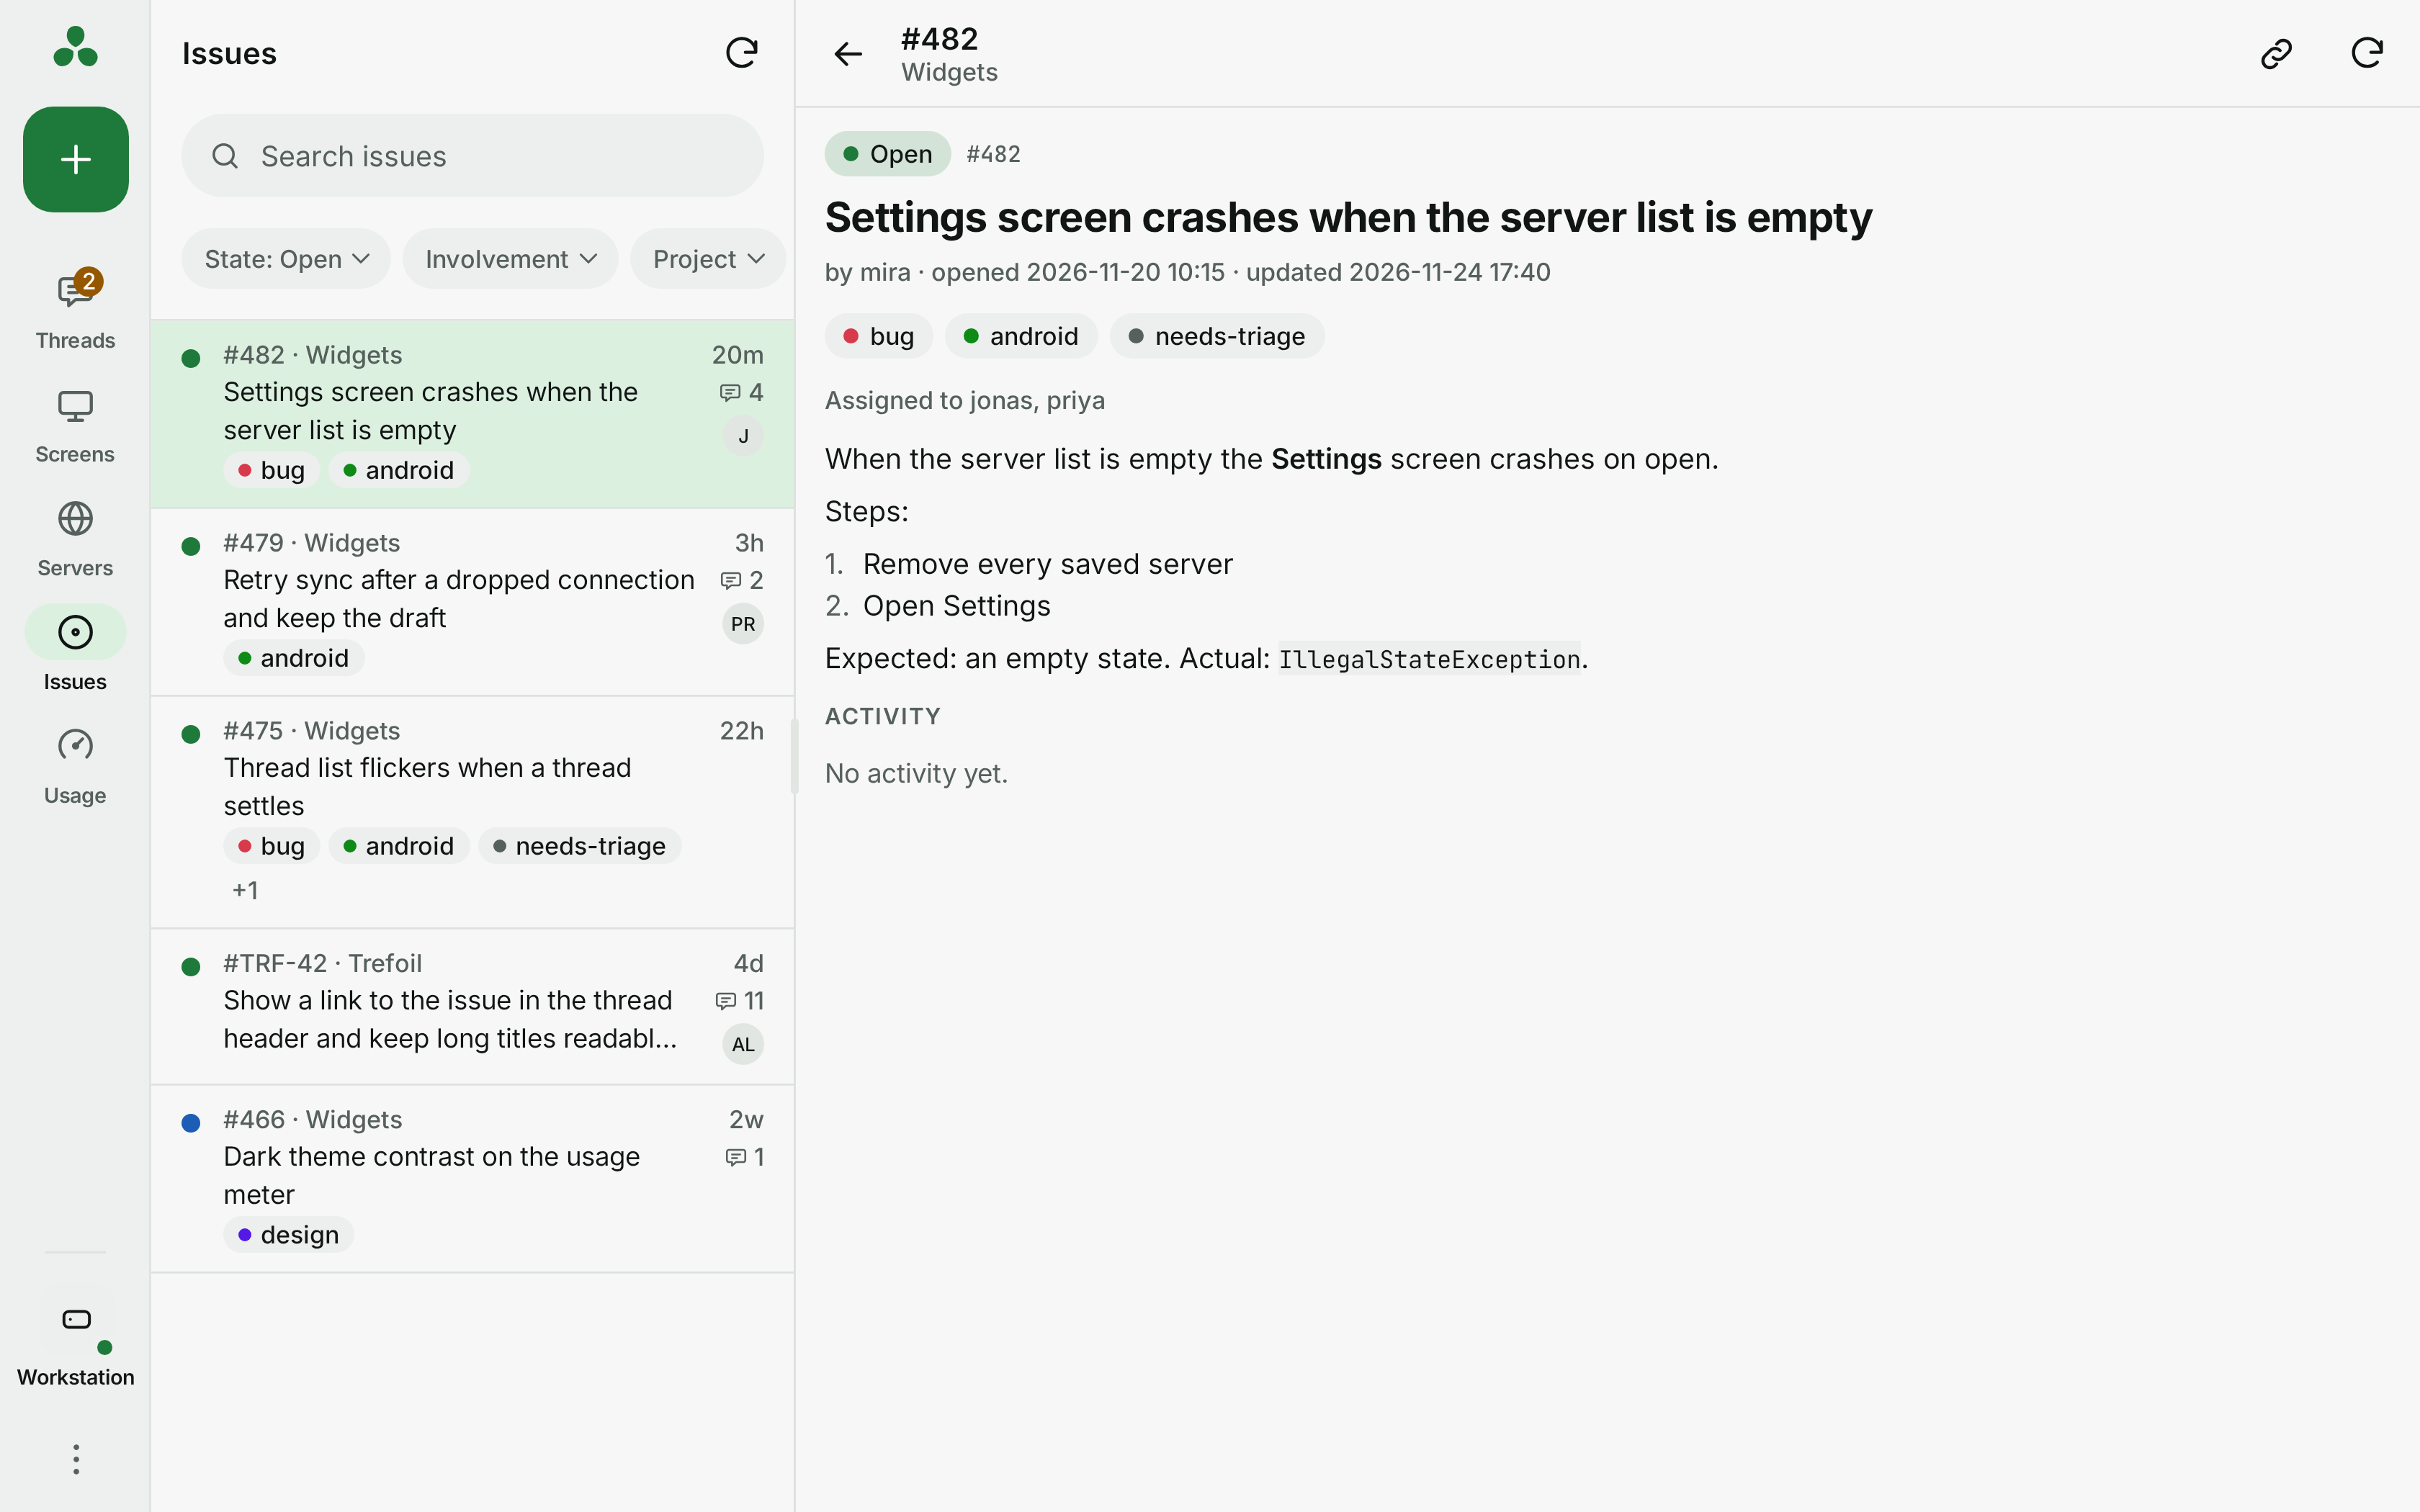 2
Threads
Screens
Servers
Issues
Usage
Workstation
Issues
Search issues
State: Open
Involvement
Project
#482 · Widgets
20m
Settings screen crashes when the
server list is empty
4
J
bug
android
#479 · Widgets
3h
Retry sync after a dropped connection
and keep the draft
2
PR
android
#475 · Widgets
22h
Thread list flickers when a thread
settles
bug
android
needs-triage
+1
#TRF-42 · Trefoil
4d
Show a link to the issue in the thread
header and keep long titles readabl...
11
AL
#466 · Widgets
2w
Dark theme contrast on the usage
meter
1
design
#482
Widgets
Open
#482
Settings screen crashes when the server list is empty
by mira · opened 2026-11-20 10:15 · updated 2026-11-24 17:40
bug
android
needs-triage
Assigned to jonas, priya
When the server list is empty the Settings screen crashes on open.
Steps:
1. Remove every saved server
2. Open Settings
Expected: an empty state. Actual: IllegalStateException.
ACTIVITY
No activity yet.